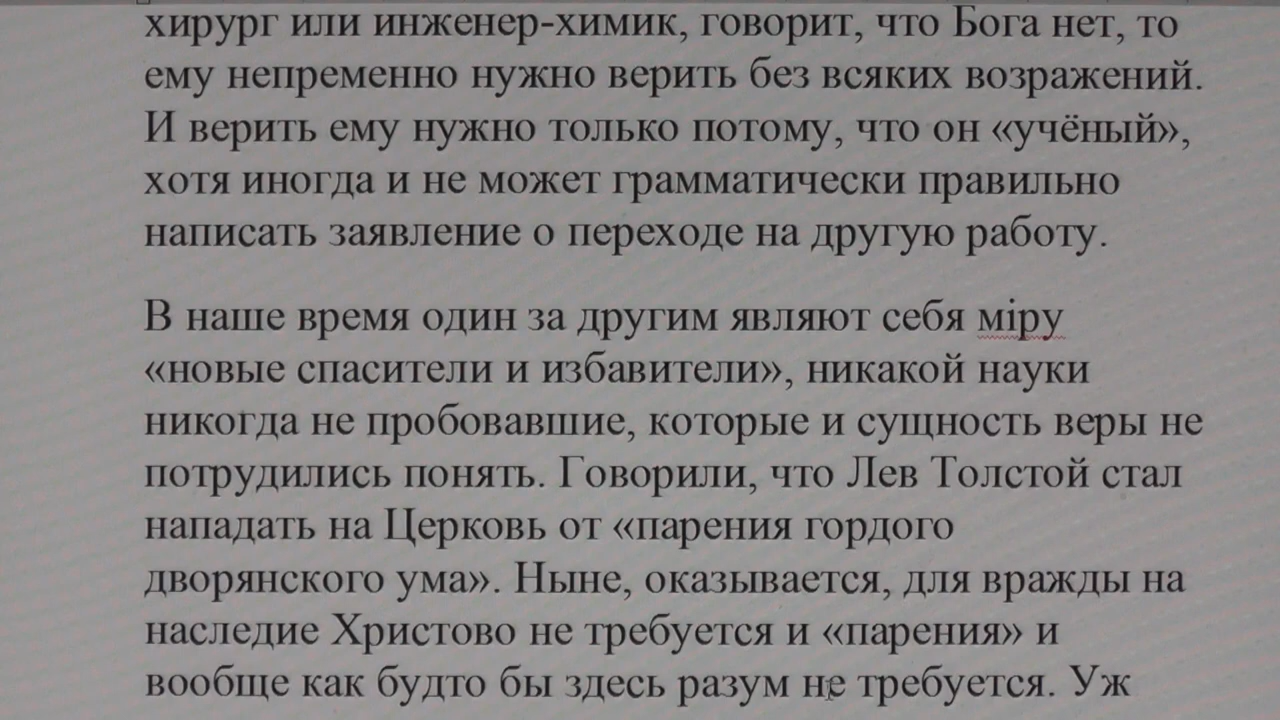 хирург или инженер-химик, говорит, что Бога нет, то
ему непременно нужно верить без всяких возражений.
И верить ему нужно только потому, что он «учёный»,
хотя иногда и не может грамматически правильно
написать заявление о переходе на другую работу.
В наше время один за другим являют себя міру
«новые спасители и избавители», никакой науки
никогда не пробовавшие, которые и сущность веры не
потрудились понять. Говорили, что Лев Толстой стал
нападать на Церковь от «парения гордого
дворянского ума». Ныне, оказывается, для вражды на
наследие Христово не требуется и «парения» и
вообще как будто бы здесь разум не требуется. Уж